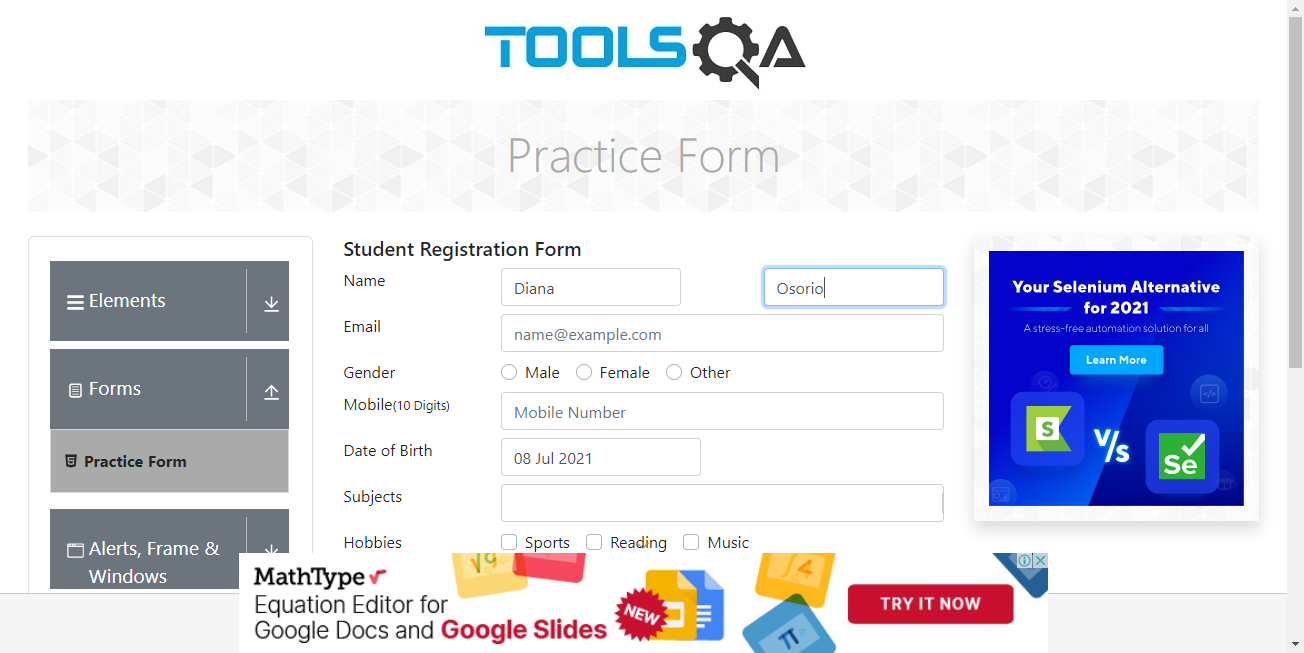 TOOLSQA
Practice Form
Elements
Forms
Practice Form
Alerts, Frame &
Windows
Student Registration Form
Name
Diana
Osorio
Email
name@example.com
Gender
Male
Female
Other
Mobile(10 Digits)
Mobile Number
Date of Birth
08 Jul 2021
Subjects
Hobbies
Sports
Reading
Music
Your Selenium Alternative
for 2021
A stress-free automation solution for all
Learn More
S
V/s
Se
MathType
Equation Editor for
Google Docs and Google Slides
√9
NEW
√4
π
TRY IT NOW